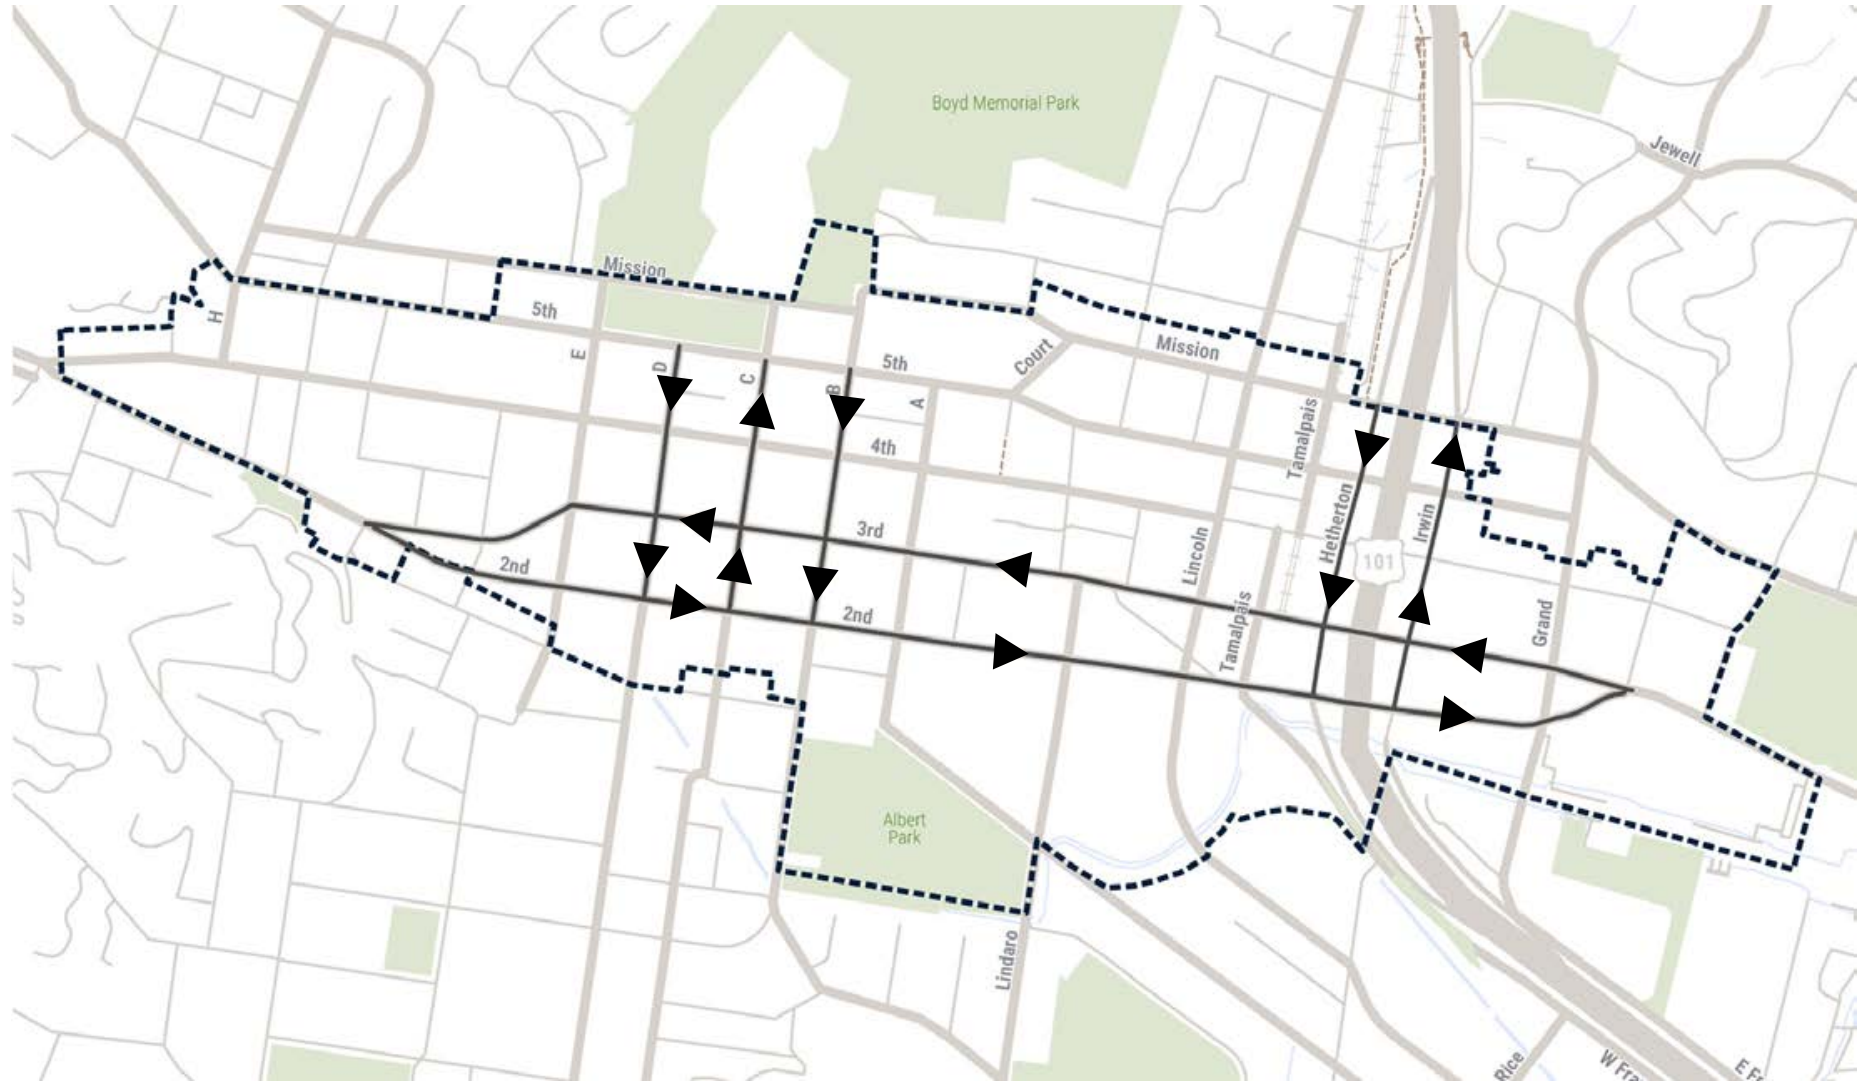 Boyd Memorial Park
Jewell
Mission
5th
H
E
D
C
B
A
5th
Court
Mission
4th
Tamalpais
Hetherton
Irwin
3rd
Lincoln
101
2nd
2nd
Tamalpais
Grand
Albert
Park
Lindaro
Rice
W Fra
E Fr